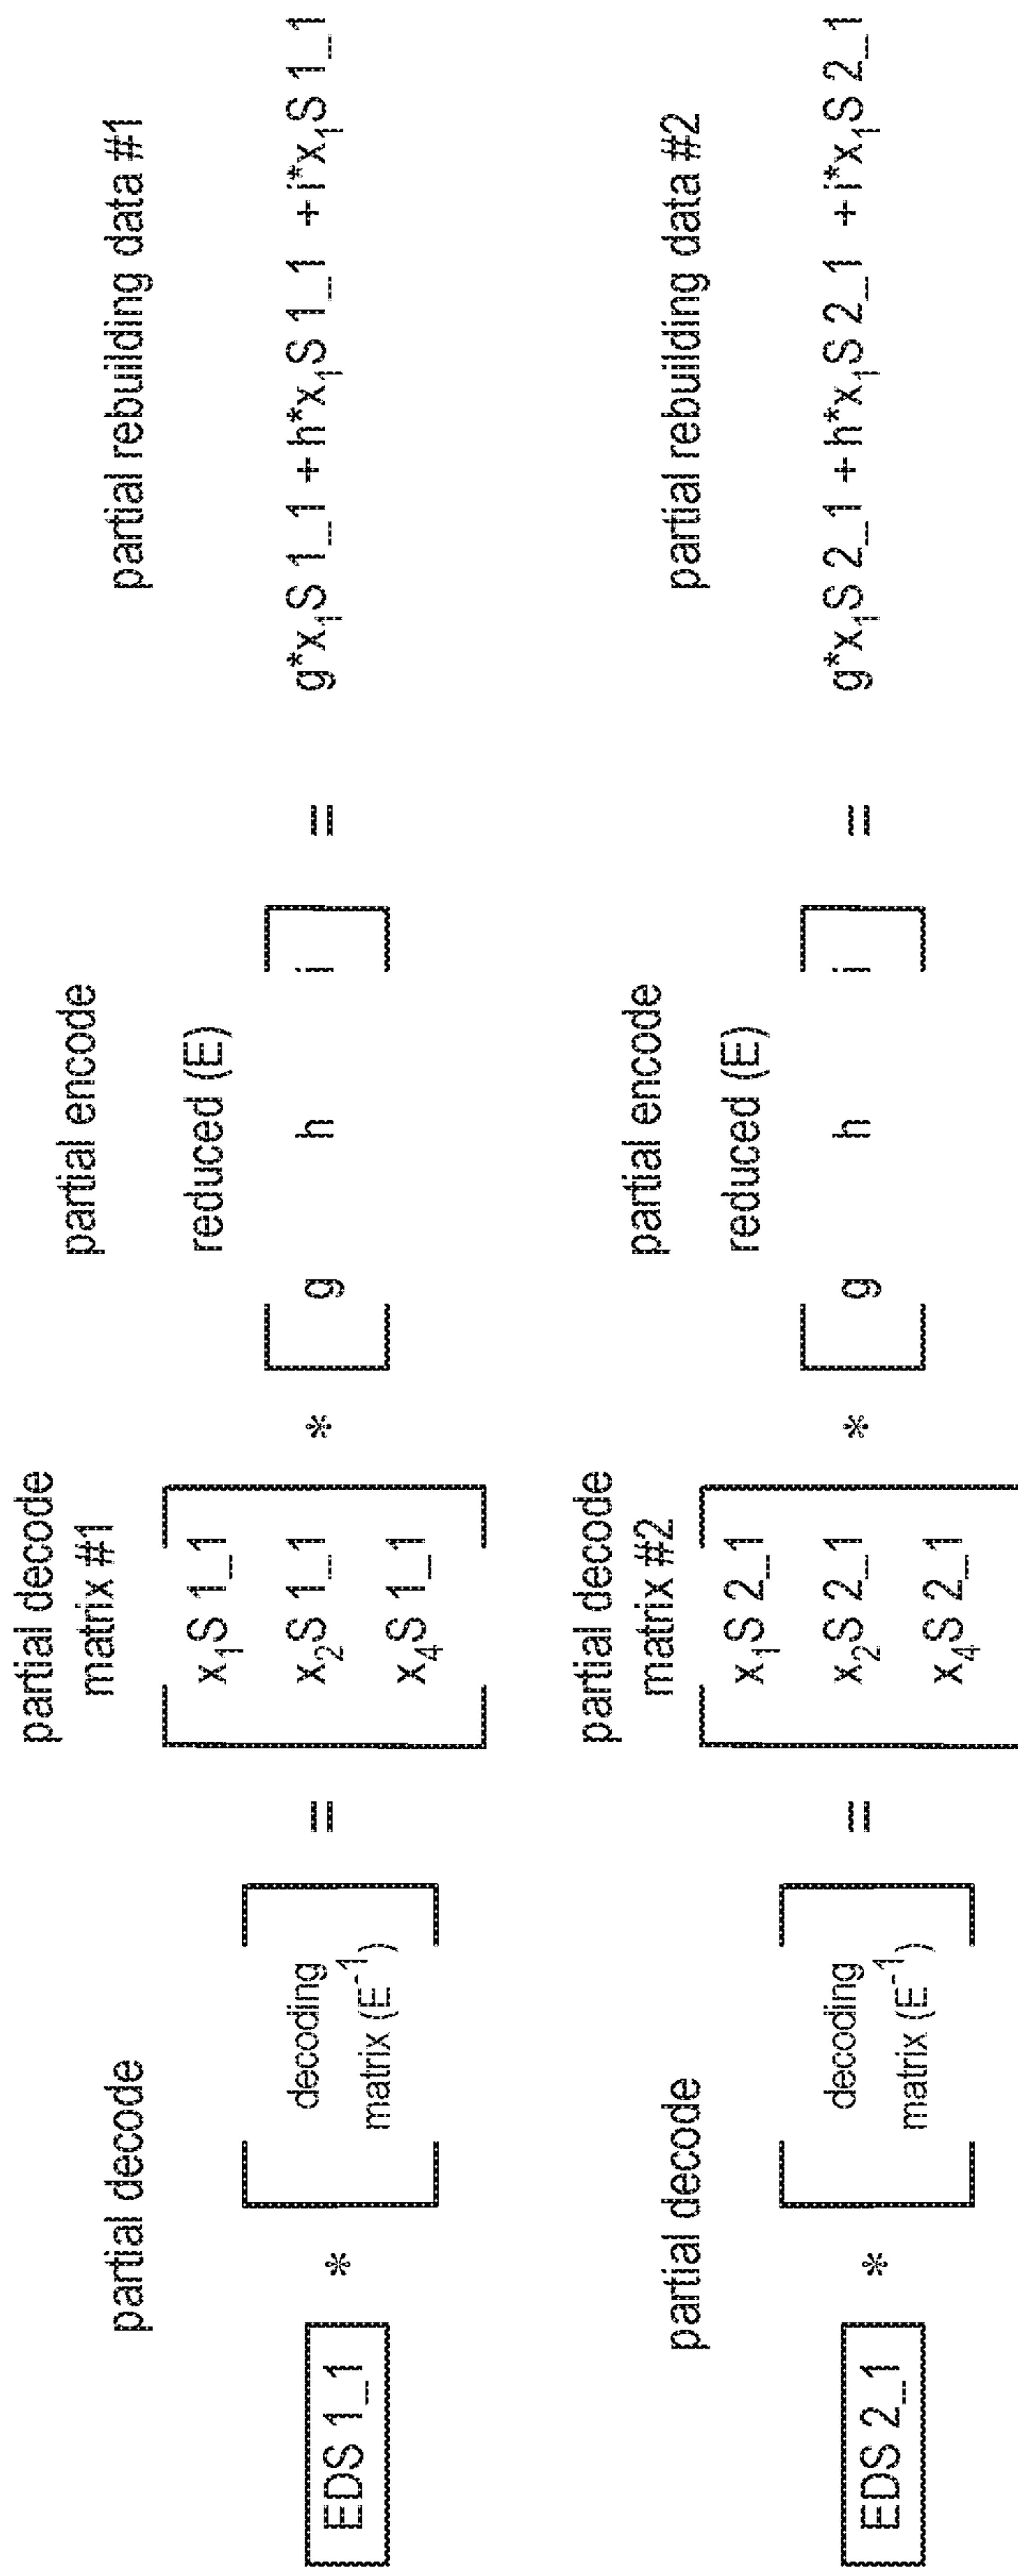 partial decode
EDS 1_1 * decoding matrix (E⁻¹) =
partial decode
matrix #1
x₁S 1_1
x₂S 1_1
x₄S 1_1
*
partial encode
reduced (E)
g h i
=
partial rebuilding data #1
g*x₁S 1_1 + h*x₁S 1_1 + i*x₁S 1_1
partial decode
EDS 2_1 * decoding matrix (E⁻¹) =
partial decode
matrix #2
x₁S 2_1
x₂S 2_1
x₄S 2_1
*
partial encode
reduced (E)
g h i
=
partial rebuilding data #2
g*x₁S 2_1 + h*x₁S 2_1 + i*x₁S 2_1